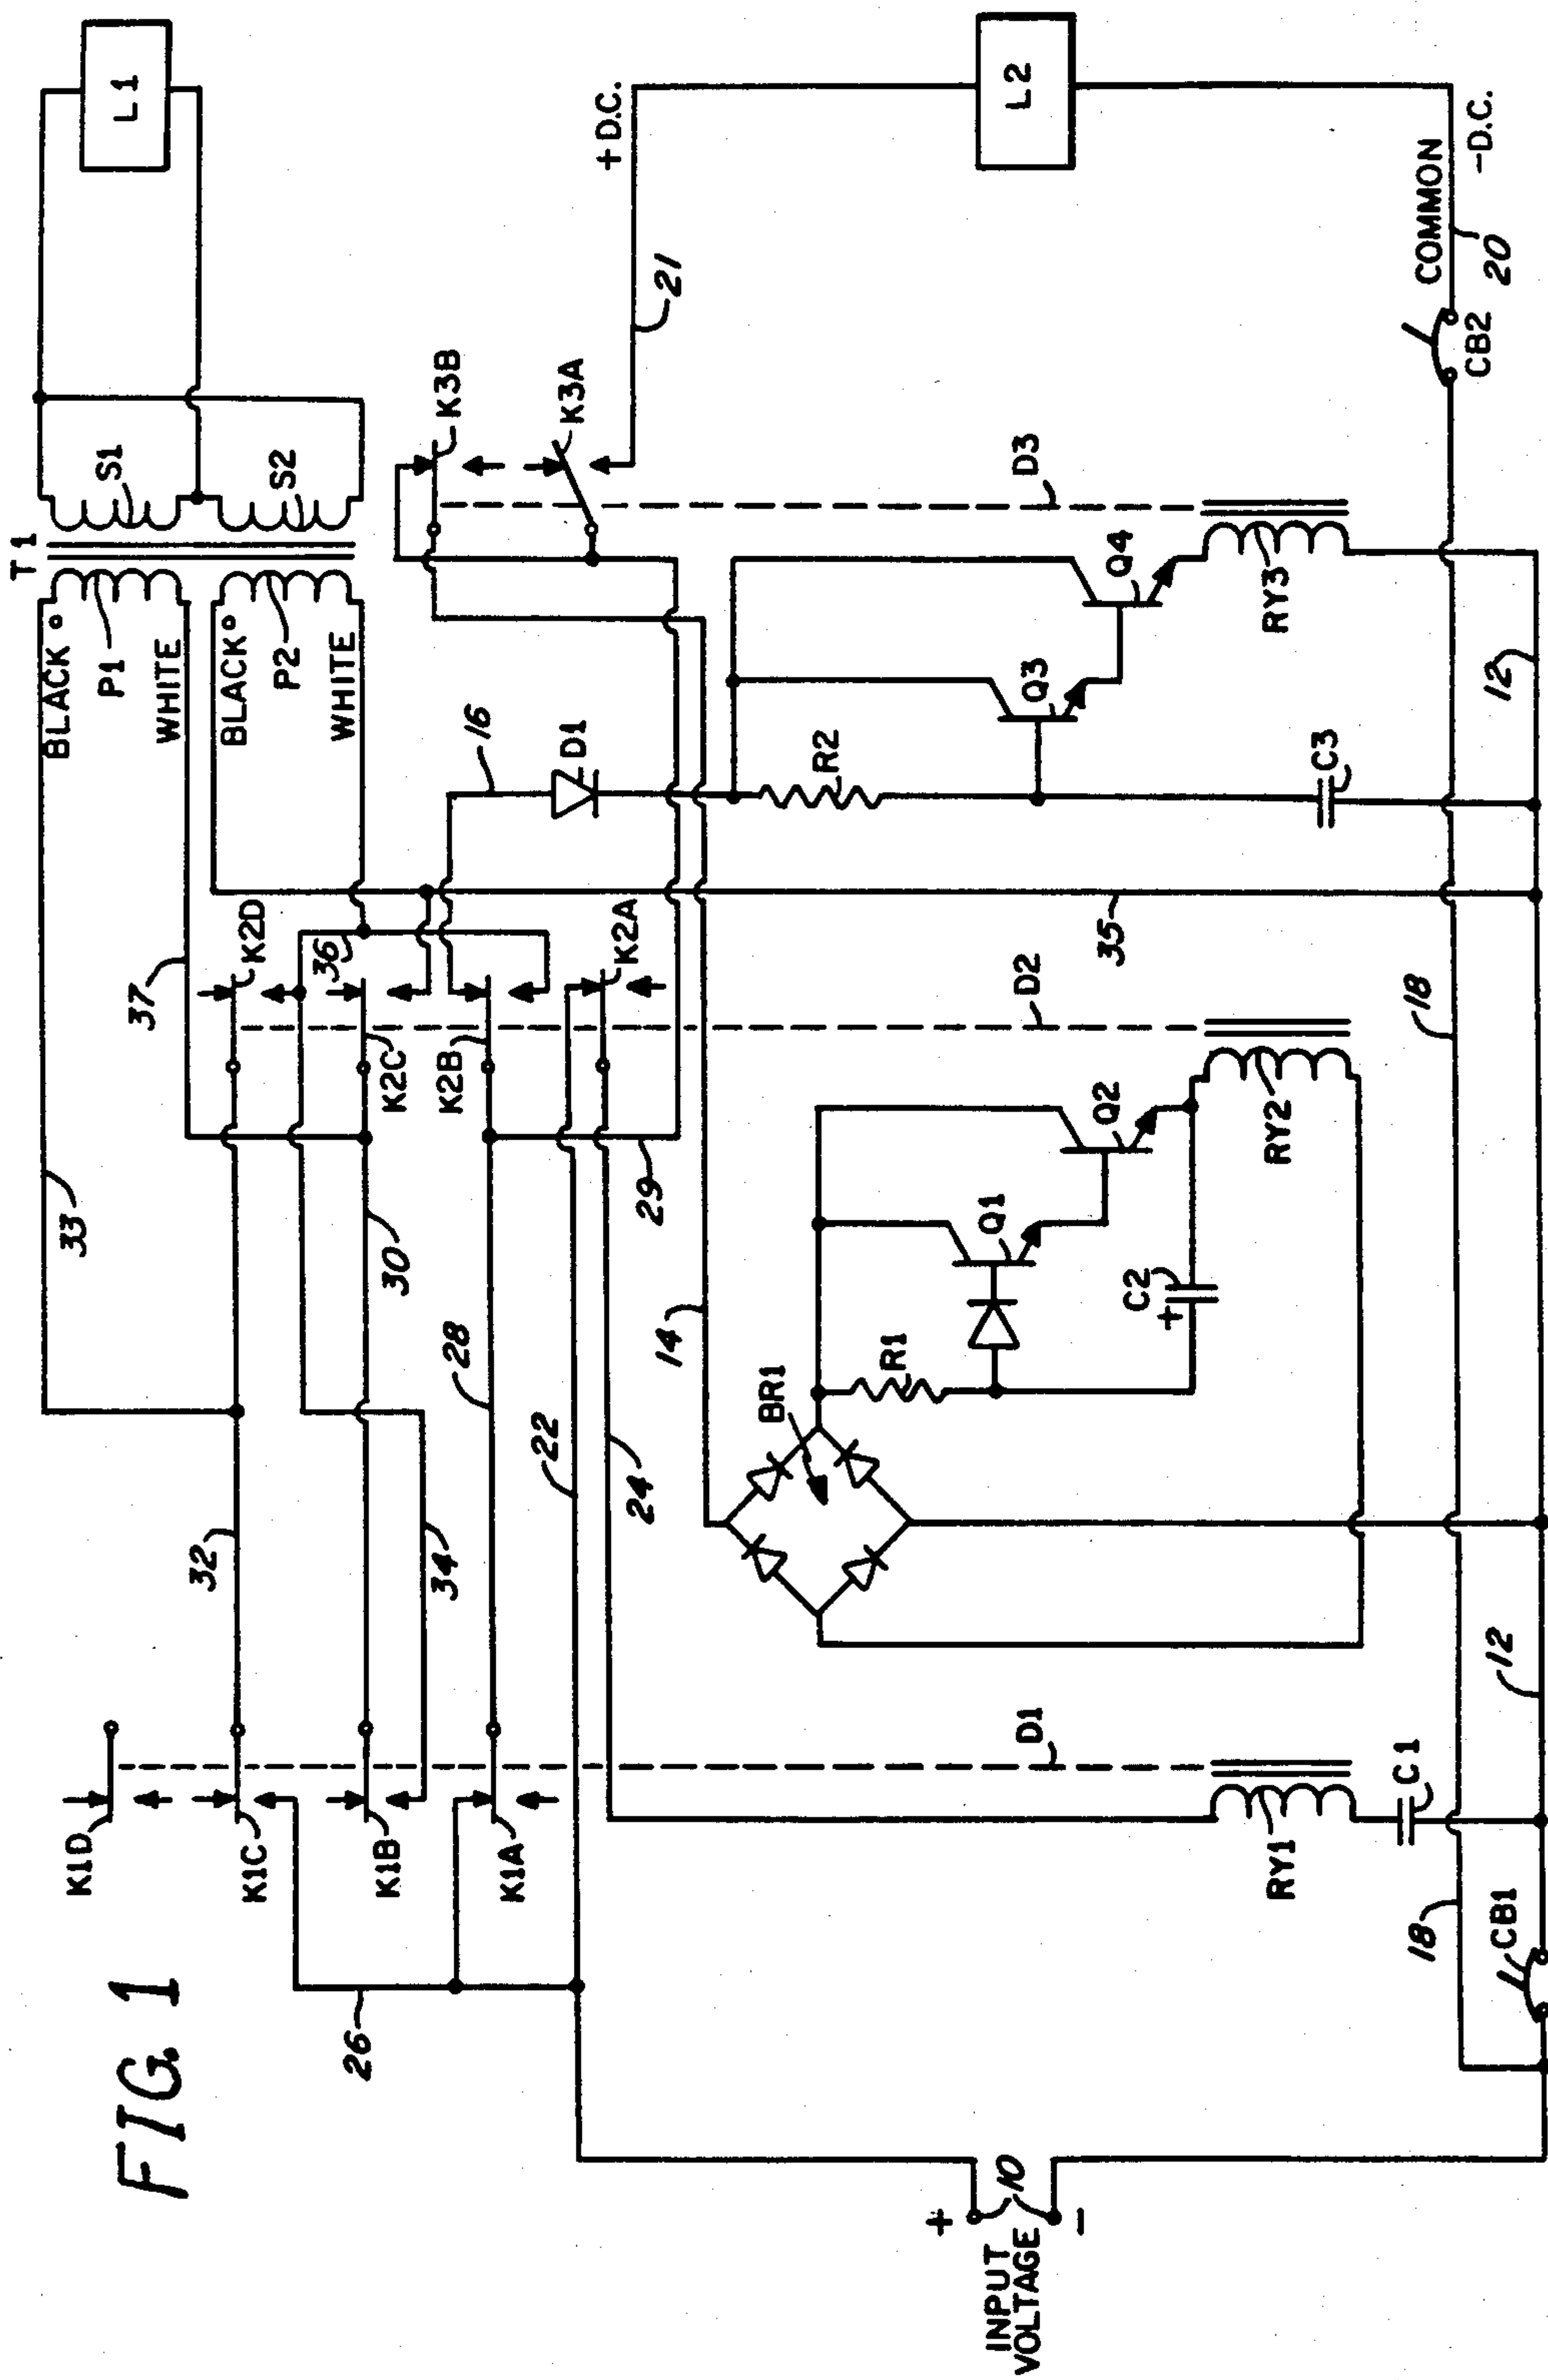 FIG. 1
INPUT
VOLTAGE
+
10
−
26
K1D
K1C
K1B
K1A
32
33
34
30
28
22
24
29
14
37
36
K2D
K2C
K2B
K2A
T1
BLACK
P1
WHITE
BLACK
P2
WHITE
S1
S2
L1
16
D1
K3B
K3A
21
+D.C.
L2
COMMON
−D.C.
20
CB2
D3
D2
D1
BR1
R1
Q1
Q2
C2
+
RY2
R2
Q3
Q4
C3
RY3
35
RY1
C1
CB1
18
18
12
12